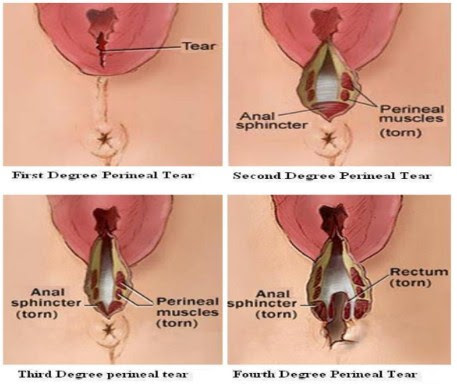 Tear
First Degree Perineal Tear
Anal
sphincter
Perineal
muscles
(torn)
Second Degree Perineal Tear
Anal
sphincter
(torn)
Perineal
muscles
(torn)
Third Degree perineal tear
Anal
sphincter
(torn)
Rectum
(torn)
Fourth Degree Perineal Tear